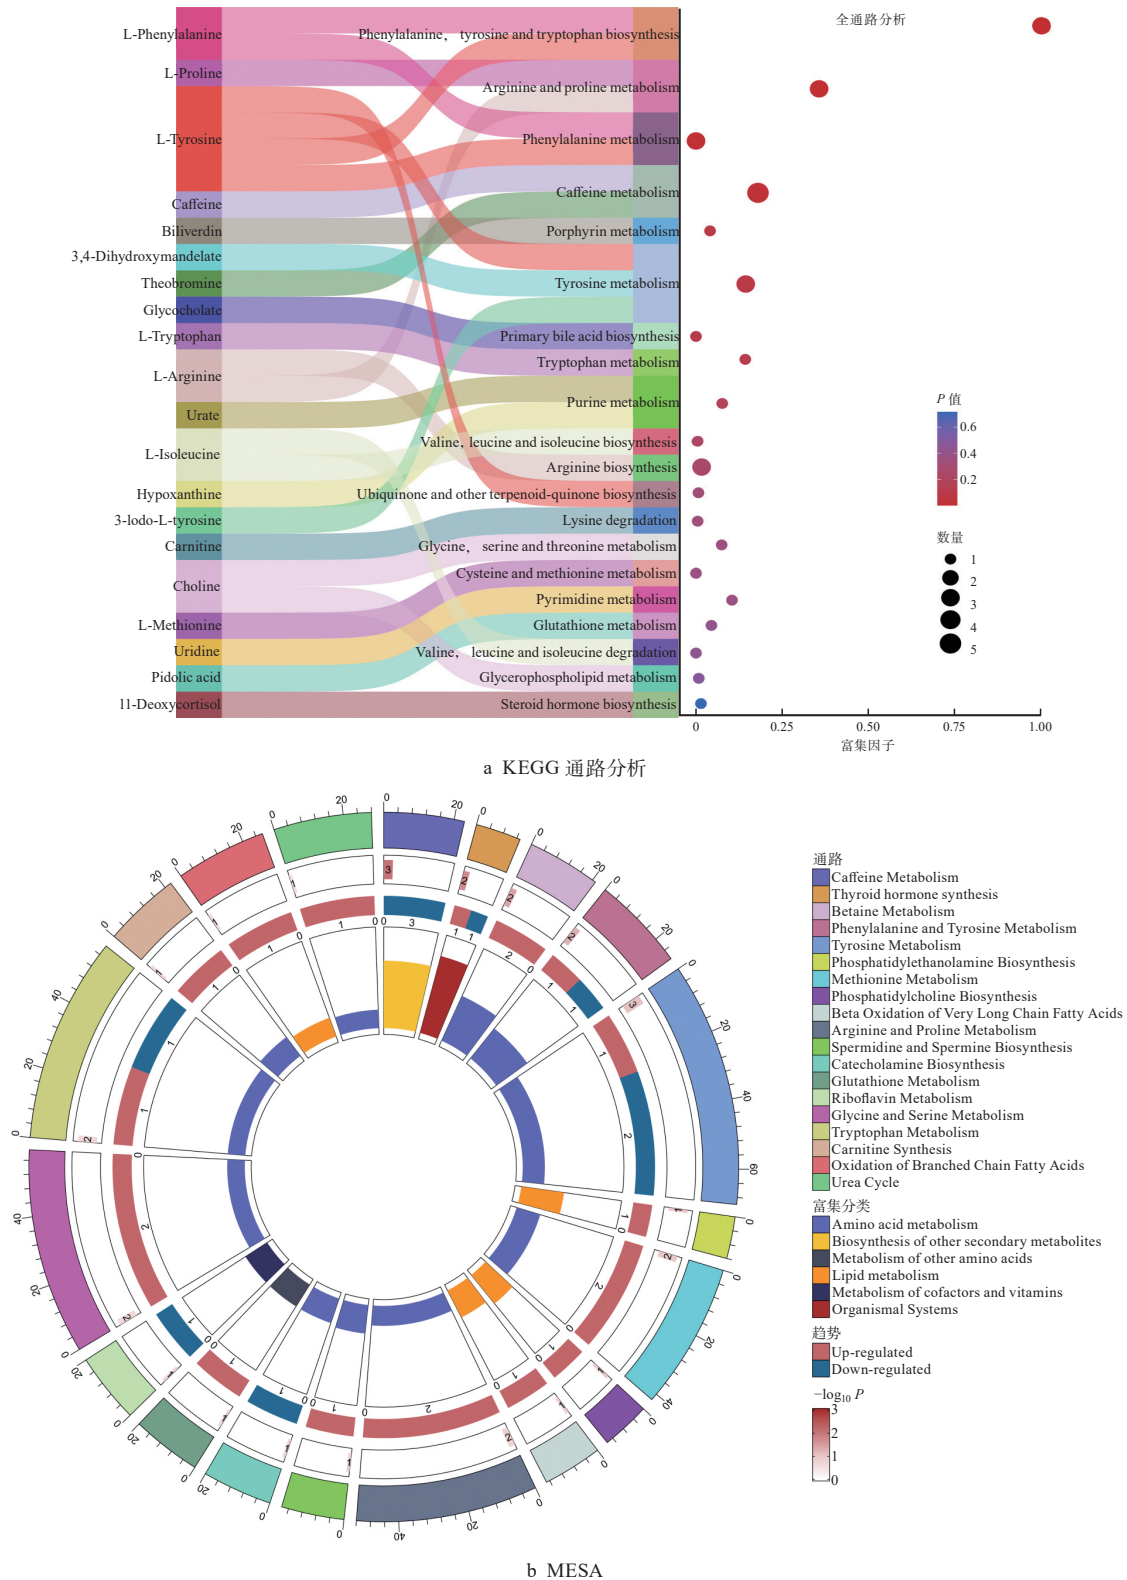 全通路分析
L-Phenylalanine
L-Proline
L-Tyrosine
Caffeine
Biliverdin
3,4-Dihydroxymandelate
Theobromine
Glycocholate
L-Tryptophan
L-Arginine
Urate
L-Isoleucine
Hypoxanthine
3-lodo-L-tyrosine
Carnitine
Choline
L-Methionine
Uridine
Pidolic acid
11-Deoxycortisol
Phenylalanine, tyrosine and tryptophan biosynthesis
Arginine and proline metabolism
Phenylalanine metabolism
Caffeine metabolism
Porphyrin metabolism
Tyrosine metabolism
Primary bile acid biosynthesis
Tryptophan metabolism
Purine metabolism
Valine, leucine and isoleucine biosynthesis
Arginine biosynthesis
Ubiquinone and other terpenoid-quinone biosynthesis
Lysine degradation
Glycine, serine and threonine metabolism
Cysteine and methionine metabolism
Pyrimidine metabolism
Glutathione metabolism
Valine, leucine and isoleucine degradation
Glycerophospholipid metabolism
Steroid hormone biosynthesis
P 值
0.6
0.4
0.2
数量
1
2
3
4
5
0 0.25 0.50 0.75 1.00
富集因子
a KEGG 通路分析
通路
Caffeine Metabolism
Thyroid hormone synthesis
Betaine Metabolism
Phenylalanine and Tyrosine Metabolism
Tyrosine Metabolism
Phosphatidylethanolamine Biosynthesis
Methionine Metabolism
Phosphatidylcholine Biosynthesis
Beta Oxidation of Very Long Chain Fatty Acids
Arginine and Proline Metabolism
Spermidine and Spermine Biosynthesis
Catecholamine Biosynthesis
Glutathione Metabolism
Riboflavin Metabolism
Glycine and Serine Metabolism
Tryptophan Metabolism
Carnitine Synthesis
Oxidation of Branched Chain Fatty Acids
Urea Cycle
富集分类
Amino acid metabolism
Biosynthesis of other secondary metabolites
Metabolism of other amino acids
Lipid metabolism
Metabolism of cofactors and vitamins
Organismal Systems
趋势
Up-regulated
Down-regulated
−log10 P
3
2
1
0
b MESA